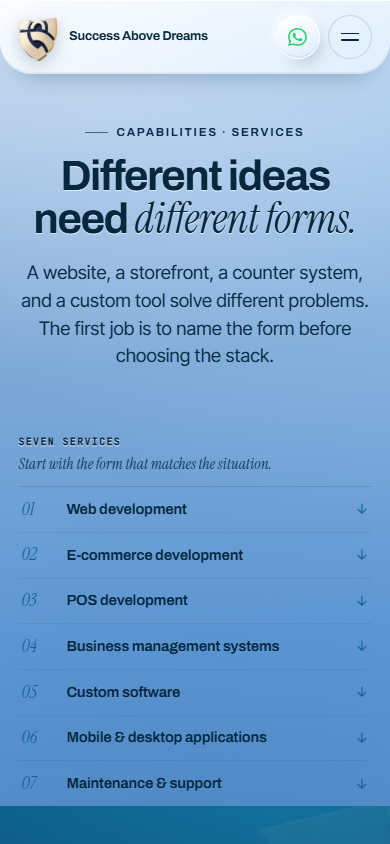 Success Above Dreams
CAPABILITIES · SERVICES
Different ideas
need different forms.
A website, a storefront, a counter system,
and a custom tool solve different problems.
The first job is to name the form before
choosing the stack.
SEVEN SERVICES
Start with the form that matches the situation.
01 Web development ↓
02 E-commerce development ↓
03 POS development ↓
04 Business management systems ↓
05 Custom software ↓
06 Mobile & desktop applications ↓
07 Maintenance & support ↓